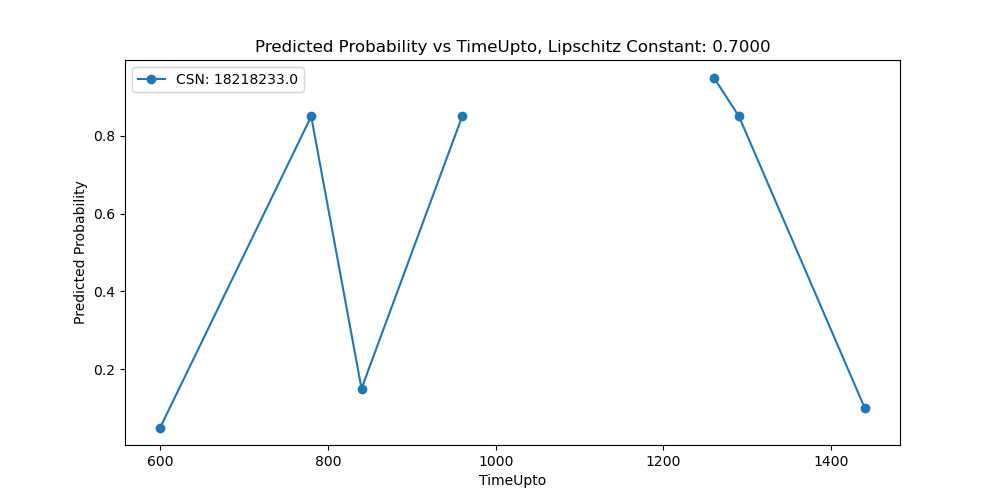 Predicted Probability vs TimeUpto, Lipschitz Constant: 0.7000
CSN: 18218233.0
Predicted Probability
0.8
0.6
0.4
0.2
600 800 1000 1200 1400
TimeUpto